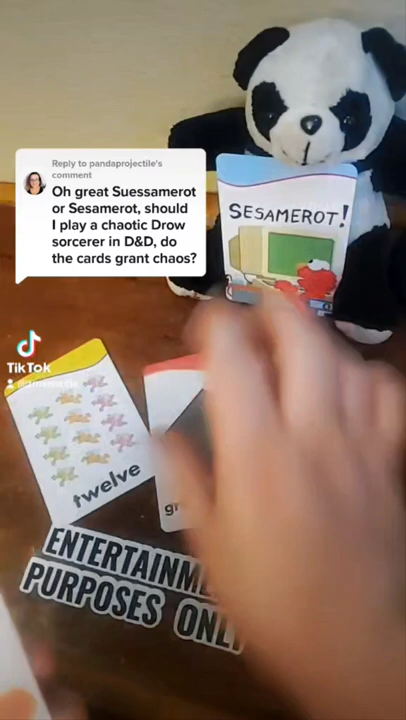 Reply to pandaprojectile's
comment
Oh great Suessamerot
or Sesamerot, should
I play a chaotic Drow
sorcerer in D&D, do
the cards grant chaos?
SESAMEROT!
TikTok
twelve
ENTERTAINM
PURPOSES ONL